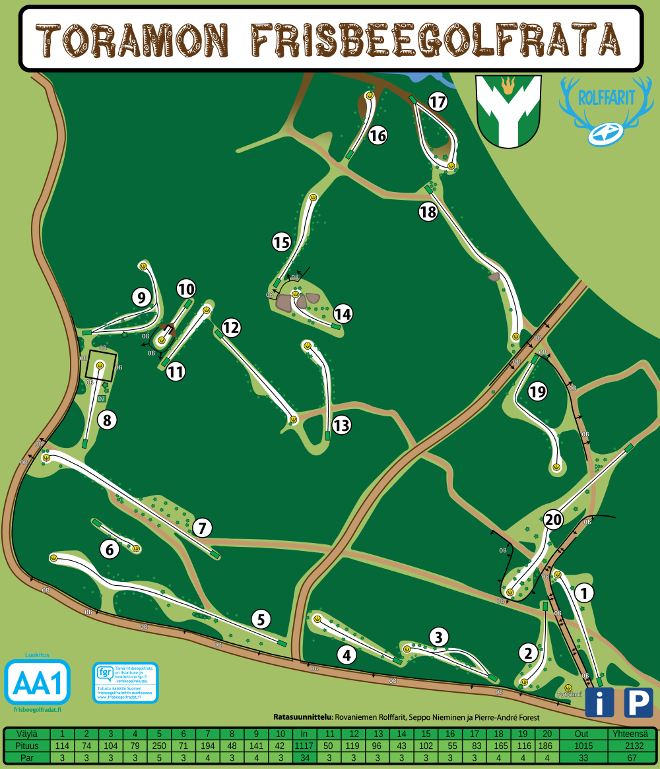 TORAMON FRISBEEGOLFRATA
ROLFFARIT
17
16
18
15
9
10
14
12
11
19
13
8
20
7
6
1
5
3
2
4
Luokitus
AA1
frisbeegolfradat.fi
fgr
i P
Ratasuunnittelu: Rovaniemen Rolffarit, Seppo Nieminen ja Pierre-André Forest
Väylä 1 2 3 4 5 6 7 8 9 10 In 11 12 13 14 15 16 17 18 19 20 Out Yhteensä
Pituus 114 74 104 79 250 71 194 48 141 42 1117 50 119 96 43 102 55 83 165 116 186 1015 2132
Par 3 3 3 3 5 3 4 3 4 3 34 3 3 3 3 3 3 3 4 4 4 33 67